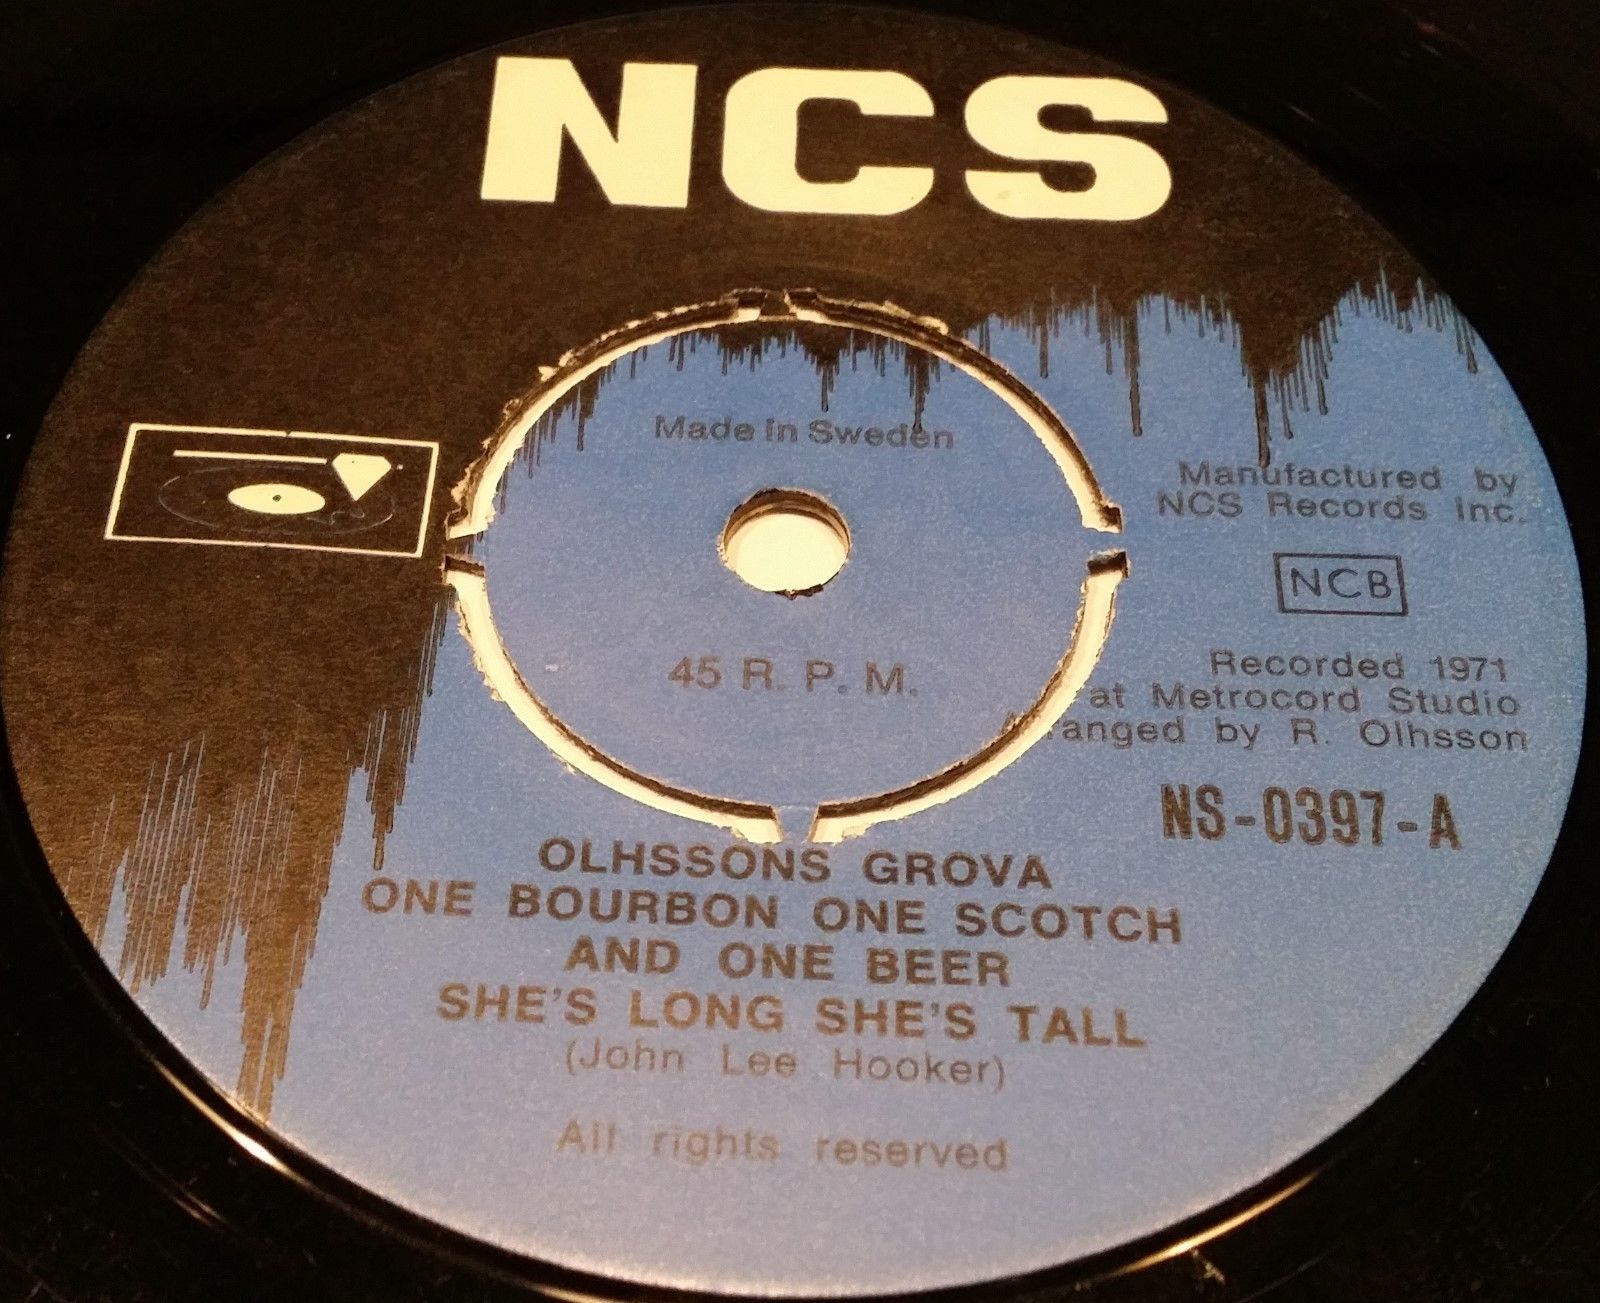 NCS
Made in Sweden
Manufactured by
NCS Records Inc.
NCB
45 R. P. M.
Recorded 1971
at Metrocord Studio
Arranged by R. Olhsson
NS-0397-A
OLHSSONS GROVA
ONE BOURBON ONE SCOTCH
AND ONE BEER
SHE'S LONG SHE'S TALL
(John Lee Hooker)
All rights reserved